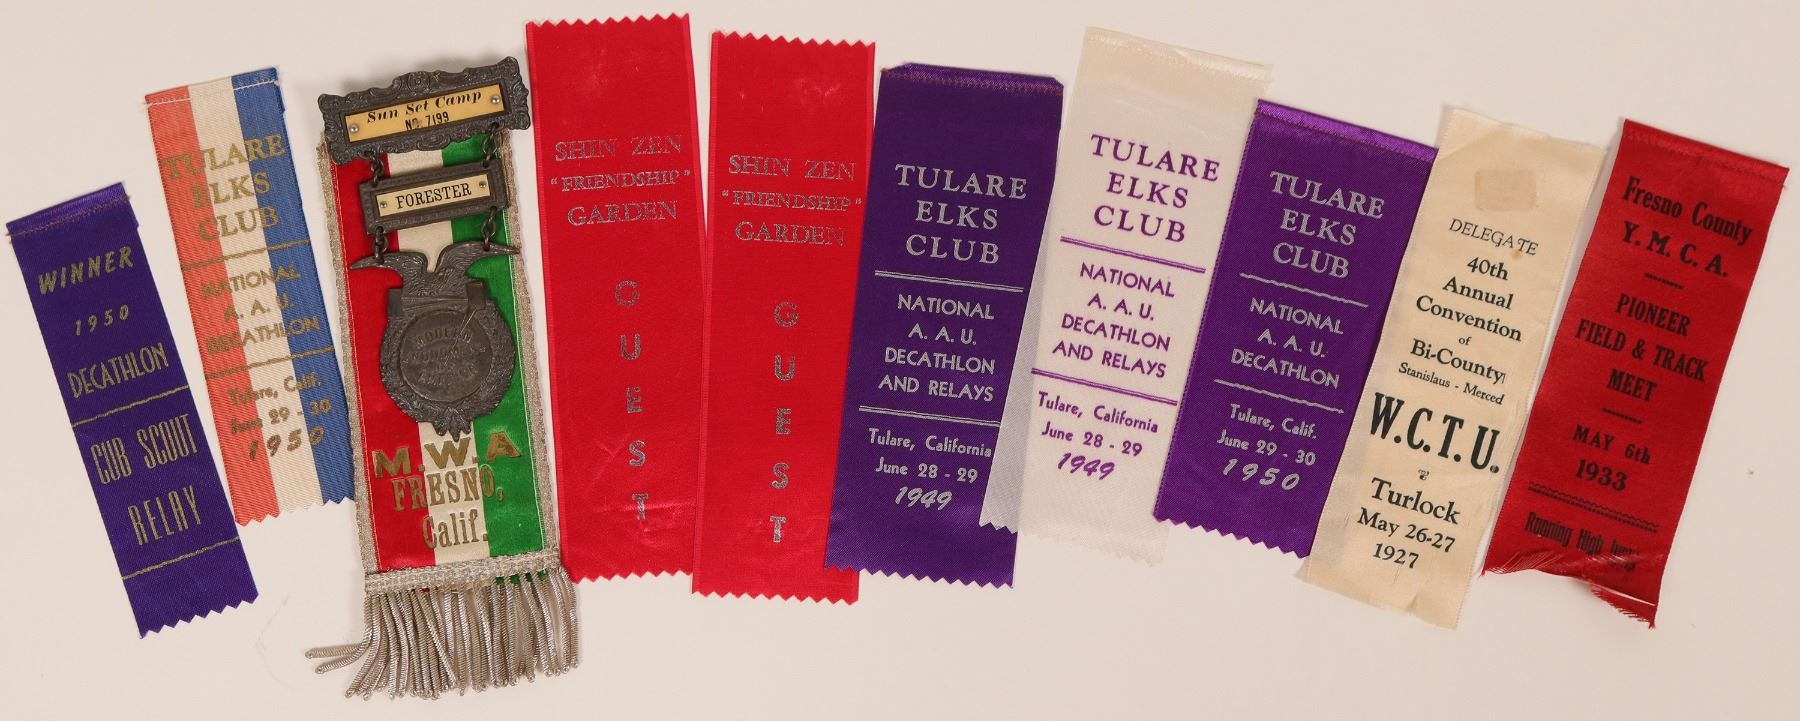 WINNER
1950
DECATHLON
CUB SCOUT
RELAY
TULARE
ELKS
CLUB
NATIONAL
A. A. U.
DECATHLON
Tulare, Calif.
June 29 - 30
1950
Sun Set Camp
No. 7199
FORESTER
MODERN
WOODMEN
M.W.A
FRESNO,
Calif.
SHIN ZEN
"FRIENDSHIP"
GARDEN
GUEST
SHIN ZEN
"FRIENDSHIP"
GARDEN
GUEST
TULARE
ELKS
CLUB
NATIONAL
A. A. U.
DECATHLON
AND RELAYS
Tulare, California
June 28 - 29
1949
TULARE
ELKS
CLUB
NATIONAL
A. A. U.
DECATHLON
AND RELAYS
Tulare, California
June 28 - 29
1949
TULARE
ELKS
CLUB
NATIONAL
A. A. U.
DECATHLON
Tulare, Calif.
June 29 - 30
1950
DELEGATE
40th
Annual
Convention
of
Bi-County
Stanislaus - Merced
W.C.T.U.
Turlock
May 26-27
1927
Fresno County
Y. M. C. A.
PIONEER
FIELD & TRACK
MEET
MAY 6th
1933
Running High Jump